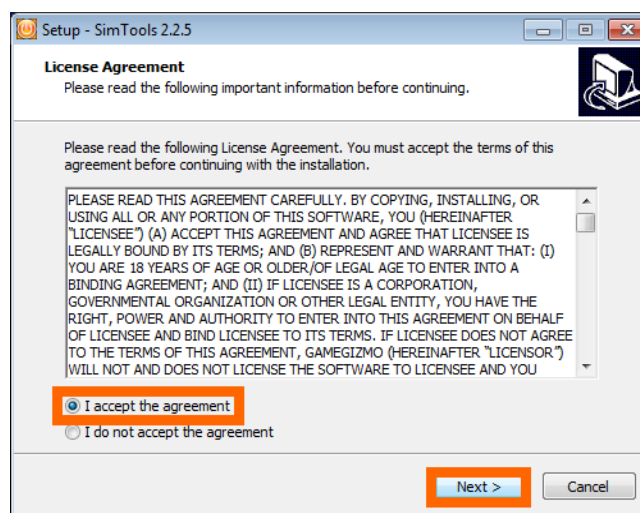 Setup - SimTools 2.2.5
License Agreement
Please read the following important information before continuing.
Please read the following License Agreement. You must accept the terms of this
agreement before continuing with the installation.
PLEASE READ THIS AGREEMENT CAREFULLY. BY COPYING, INSTALLING, OR
USING ALL OR ANY PORTION OF THIS SOFTWARE, YOU (HEREINAFTER
"LICENSEE") (A) ACCEPT THIS AGREEMENT AND AGREE THAT LICENSEE IS
LEGALLY BOUND BY ITS TERMS; AND (B) REPRESENT AND WARRANT THAT: (I)
YOU ARE 18 YEARS OF AGE OR OLDER/OF LEGAL AGE TO ENTER INTO A
BINDING AGREEMENT; AND (II) IF LICENSEE IS A CORPORATION,
GOVERNMENTAL ORGANIZATION OR OTHER LEGAL ENTITY, YOU HAVE THE
RIGHT, POWER AND AUTHORITY TO ENTER INTO THIS AGREEMENT ON BEHALF
OF LICENSEE AND BIND LICENSEE TO ITS TERMS. IF LICENSEE DOES NOT AGREE
TO THE TERMS OF THIS AGREEMENT, GAMEGIZMO (HEREINAFTER "LICENSOR")
WILL NOT AND DOES NOT LICENSE THE SOFTWARE TO LICENSEE AND YOU
I accept the agreement
I do not accept the agreement
Next >
Cancel